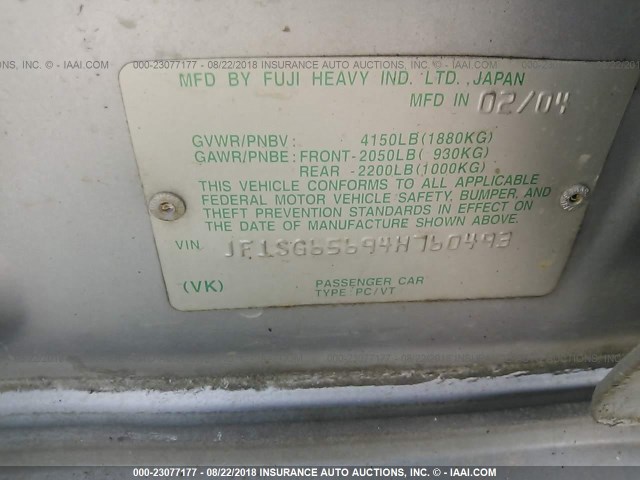 000-23077177 - 08/22/2018 INSURANCE AUTO AUCTIONS, INC. - © IAAI.COM
MFD BY FUJI HEAVY IND. LTD., JAPAN
MFD IN 02/04
GVWR/PNBV: 4150LB(1880KG)
GAWR/PNBE: FRONT-2050LB( 930KG)
REAR -2200LB(1000KG)
THIS VEHICLE CONFORMS TO ALL APPLICABLE
FEDERAL MOTOR VEHICLE SAFETY, BUMPER, AND
THEFT PREVENTION STANDARDS IN EFFECT ON
THE DATE OF MANUFACTURE SHOWN ABOVE.
VIN JF1SG65694H760493
(VK) PASSENGER CAR
TYPE:PC/VT
000-23077177 - 08/22/2018 INSURANCE AUTO AUCTIONS, INC. - © IAAI.COM